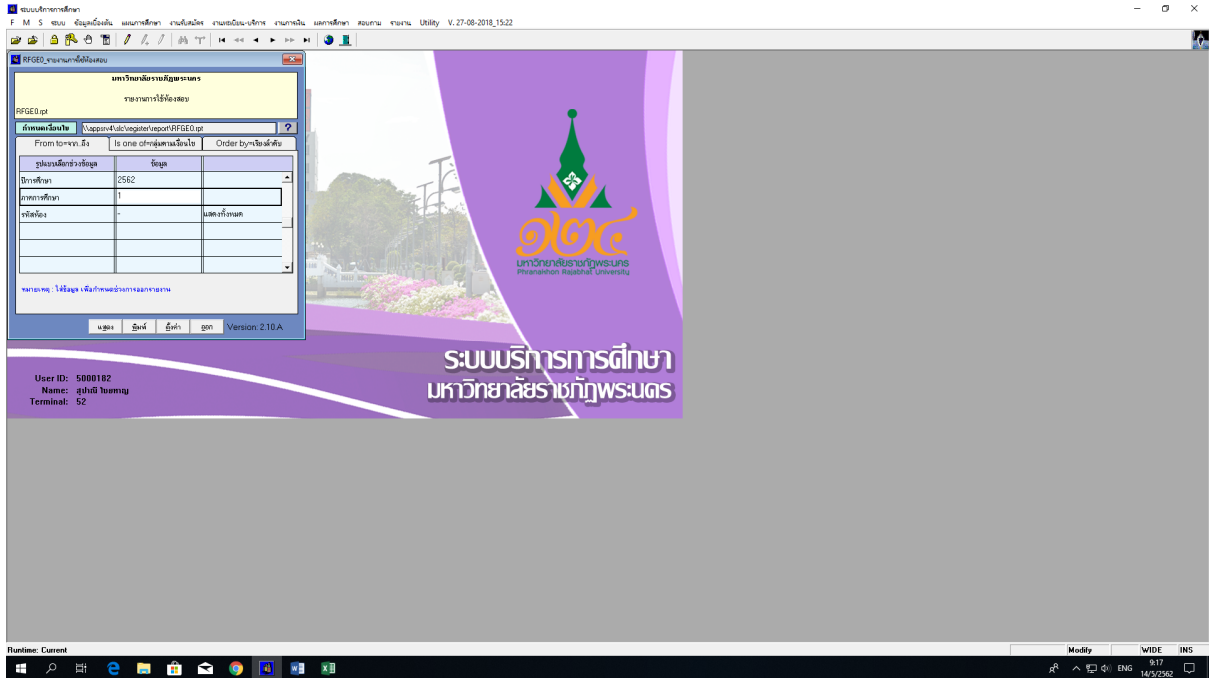 ระบบบริการการศึกษา
F M S ระบบ ข้อมูลเบื้องต้น แผนการศึกษา งานรับสมัคร งานทะเบียน-บริการ งานการเงิน ผลการศึกษา สอบถาม รายงาน Utility V. 27-08-2018_15:22
RFGE0_รายงานการใช้ห้องสอบ
มหาวิทยาลัยราชภัฏพระนคร
รายงานการใช้ห้องสอบ
RFGE0.rpt
กำหนดเงื่อนไข \\appsrv4\slc\register\report\RFGE0.rpt ?
From to=จาก..ถึง Is one of=กลุ่มตามเงื่อนไข Order by=เรียงลำดับ
รูปแบบเลือกช่วงข้อมูล ข้อมูล
ปีการศึกษา 2562
ภาคการศึกษา 1
รหัสห้อง - แสดงทั้งหมด
หมายเหตุ : ใส่ข้อมูล เพื่อกำหนดช่วงการออกรายงาน
แสดง พิมพ์ ตั้งค่า ออก Version: 2.10.A
มหาวิทยาลัยราชภัฏพระนคร
Phranakhon Rajabhat University
ระบบบริการการศึกษา
มหาวิทยาลัยราชภัฏพระนคร
User ID: 5000182
Name: สุปาณี
Terminal: 52
Runtime: Current Modify WIDE INS
ENG 9:17
14/5/2562